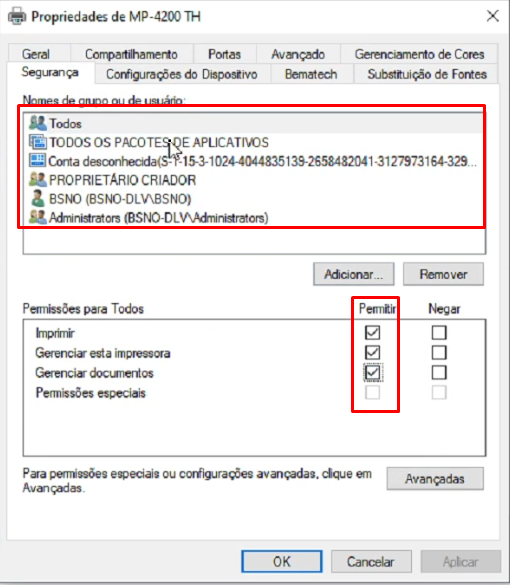 Propriedades de MP-4200 TH
Geral Compartilhamento Portas Avançado Gerenciamento de Cores
Segurança Configurações do Dispositivo Bematech Substituição de Fontes
Nomes de grupo ou de usuário:
Todos
TODOS OS PACOTES DE APLICATIVOS
Conta desconhecida(S-1-15-3-1024-4044835139-2658482041-3127973164-329...
PROPRIETÁRIO CRIADOR
BSNO (BSNO-DLV\BSNO)
Administrators (BSNO-DLV\Administrators)
Adicionar... Remover
Permissões para Todos Permitir Negar
Imprimir
Gerenciar esta impressora
Gerenciar documentos
Permissões especiais
Para permissões especiais ou configurações avançadas, clique em
Avançadas.
Avançadas
OK Cancelar Aplicar